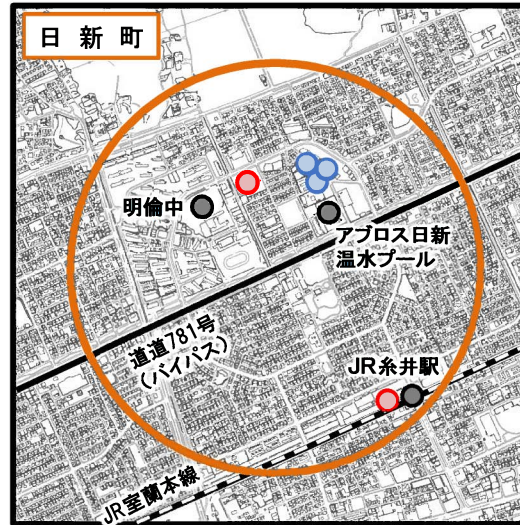 日新町
明倫中
アブロス日新
温水プール
道道781号
(バイパス)
JR糸井駅
JR室蘭本線